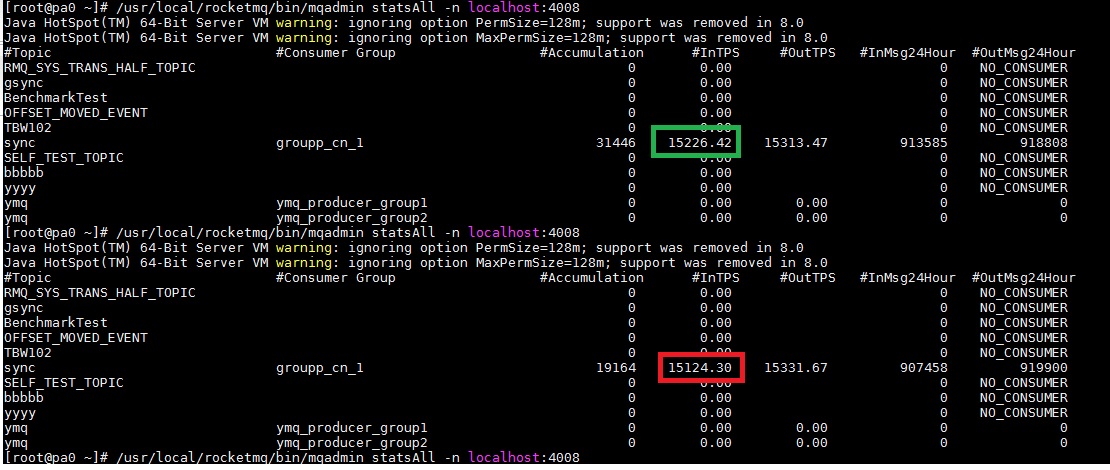 [root@pa0 ~]# /usr/local/rocketmq/bin/mqadmin statsAll -n localhost:4008
Java HotSpot(TM) 64-Bit Server VM warning: ignoring option PermSize=128m; support was removed in 8.0
Java HotSpot(TM) 64-Bit Server VM warning: ignoring option MaxPermSize=128m; support was removed in 8.0
#Topic #Consumer Group #Accumulation #InTPS #OutTPS #InMsg24Hour #OutMsg24Hour
RMQ_SYS_TRANS_HALF_TOPIC 0 0.00 0 NO_CONSUMER
gsync 0 0.00 0 NO_CONSUMER
BenchmarkTest 0 0.00 0 NO_CONSUMER
OFFSET_MOVED_EVENT 0 0.00 0 NO_CONSUMER
TBW102 0 0.00 0 NO_CONSUMER
sync groupp_cn_1 31446 15226.42 15313.47 913585 918808
SELF_TEST_TOPIC 0 0.00 0 NO_CONSUMER
bbbbb 0 0.00 0 NO_CONSUMER
yyyy 0 0.00 0 NO_CONSUMER
ymq ymq_producer_group1 0 0.00 0.00 0 0
ymq ymq_producer_group2 0 0.00 0.00 0 0
[root@pa0 ~]# /usr/local/rocketmq/bin/mqadmin statsAll -n localhost:4008
Java HotSpot(TM) 64-Bit Server VM warning: ignoring option PermSize=128m; support was removed in 8.0
Java HotSpot(TM) 64-Bit Server VM warning: ignoring option MaxPermSize=128m; support was removed in 8.0
#Topic #Consumer Group #Accumulation #InTPS #OutTPS #InMsg24Hour #OutMsg24Hour
RMQ_SYS_TRANS_HALF_TOPIC 0 0.00 0 NO_CONSUMER
gsync 0 0.00 0 NO_CONSUMER
BenchmarkTest 0 0.00 0 NO_CONSUMER
OFFSET_MOVED_EVENT 0 0.00 0 NO_CONSUMER
TBW102 0 0.00 0 NO_CONSUMER
sync groupp_cn_1 19164 15124.30 15331.67 907458 919900
SELF_TEST_TOPIC 0 0.00 0 NO_CONSUMER
bbbbb 0 0.00 0 NO_CONSUMER
yyyy 0 0.00 0 NO_CONSUMER
ymq ymq_producer_group1 0 0.00 0.00 0 0
ymq ymq_producer_group2 0 0.00 0.00 0 0
[root@pa0 ~]# /usr/local/rocketmq/bin/mqadmin statsAll -n localhost:4008